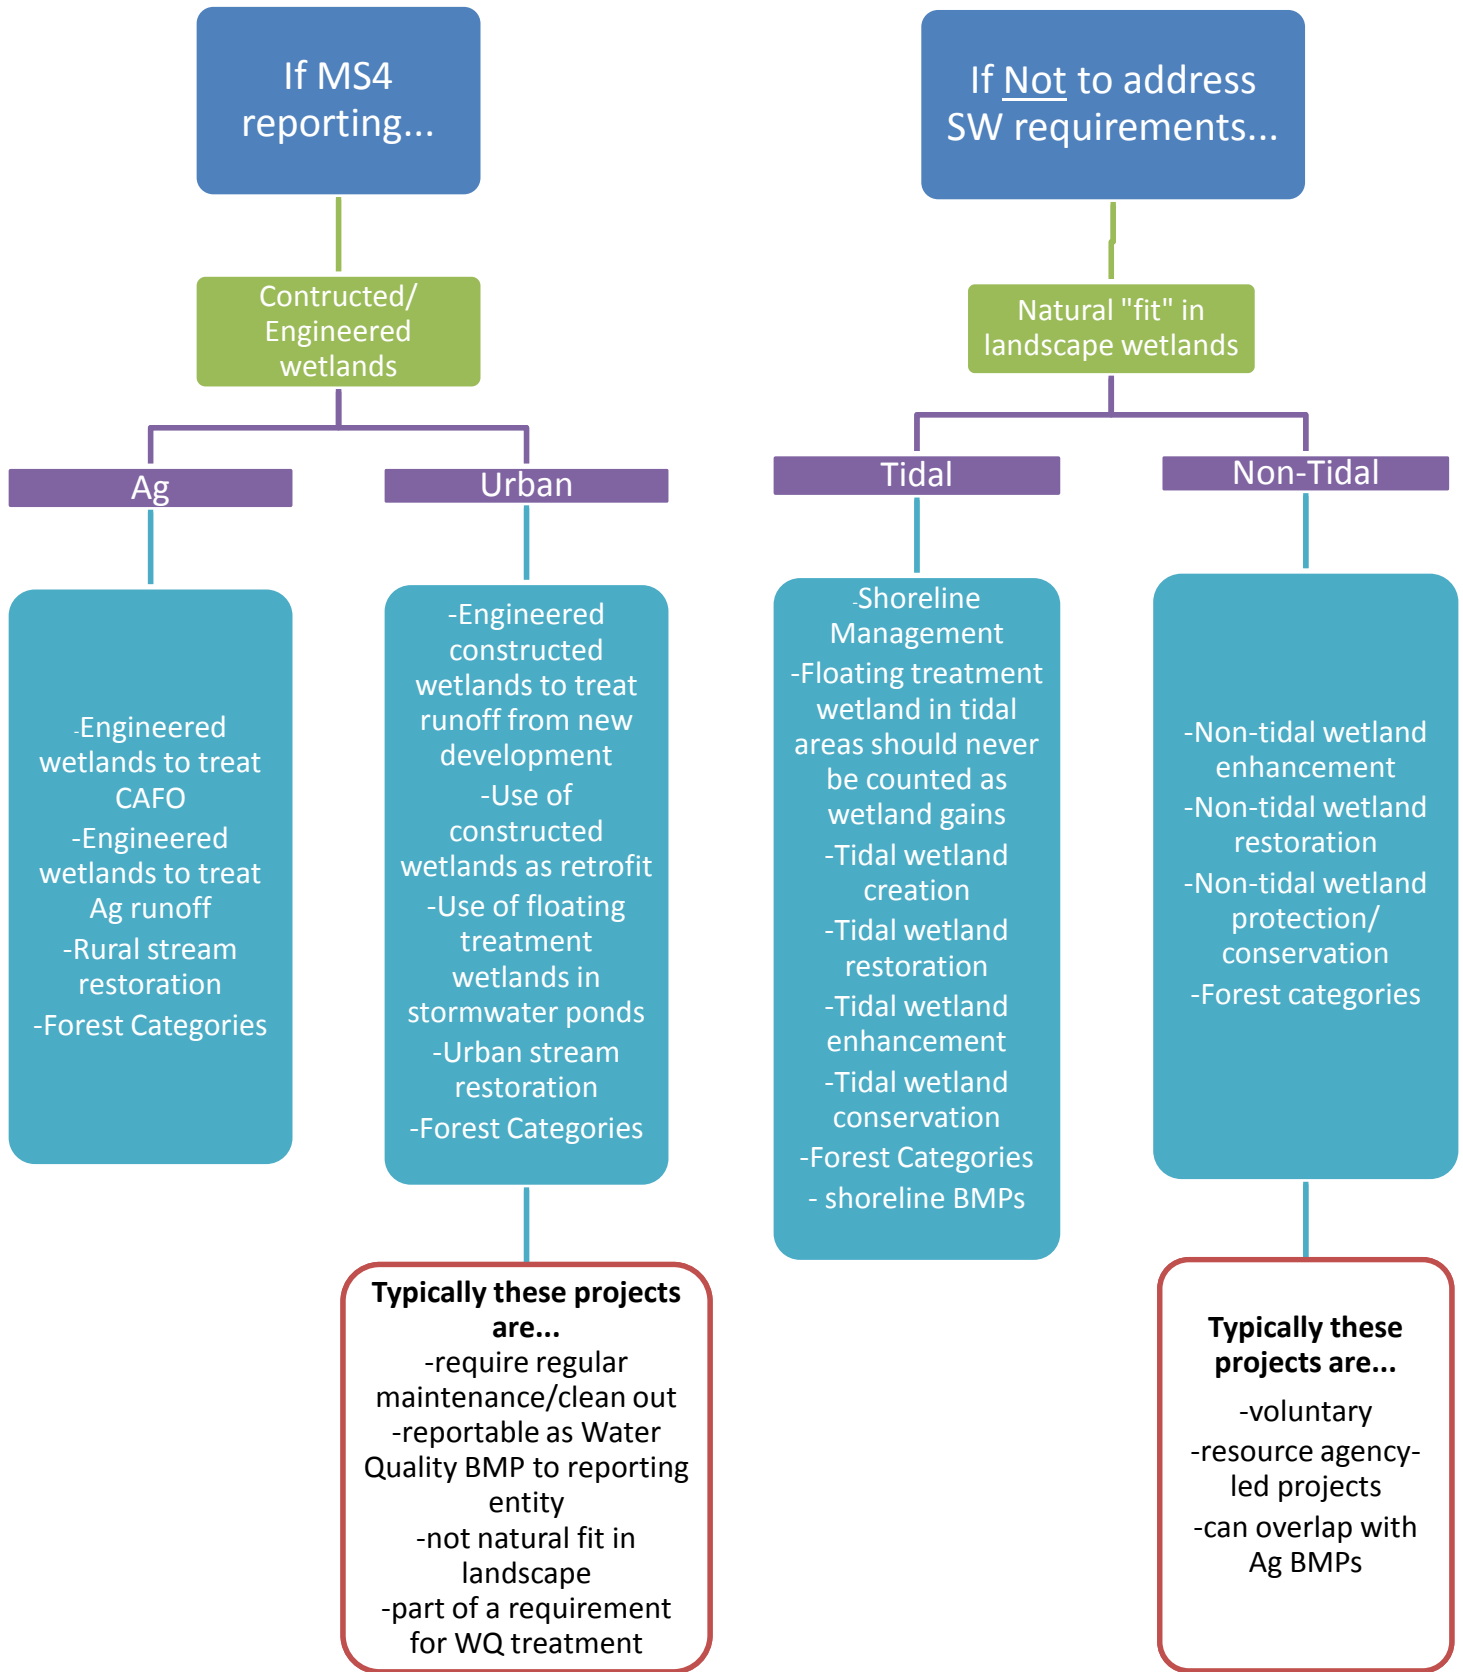 If MS4
reporting...
Contructed/
Engineered
wetlands
Ag
-Engineered
wetlands to treat
CAFO
-Engineered
wetlands to treat
Ag runoff
-Rural stream
restoration
-Forest Categories
Urban
-Engineered
constructed
wetlands to treat
runoff from new
development
-Use of
constructed
wetlands as retrofit
-Use of floating
treatment
wetlands in
stormwater ponds
-Urban stream
restoration
-Forest Categories
Typically these projects
are...
-require regular
maintenance/clean out
-reportable as Water
Quality BMP to reporting
entity
-not natural fit in
landscape
-part of a requirement
for WQ treatment
If Not to address
SW requirements...
Natural "fit" in
landscape wetlands
Tidal
-Shoreline
Management
-Floating treatment
wetland in tidal
areas should never
be counted as
wetland gains
-Tidal wetland
creation
-Tidal wetland
restoration
-Tidal wetland
enhancement
-Tidal wetland
conservation
-Forest Categories
- shoreline BMPs
Non-Tidal
-Non-tidal wetland
enhancement
-Non-tidal wetland
restoration
-Non-tidal wetland
protection/
conservation
-Forest categories
Typically these
projects are...
-voluntary
-resource agency-
led projects
-can overlap with
Ag BMPs